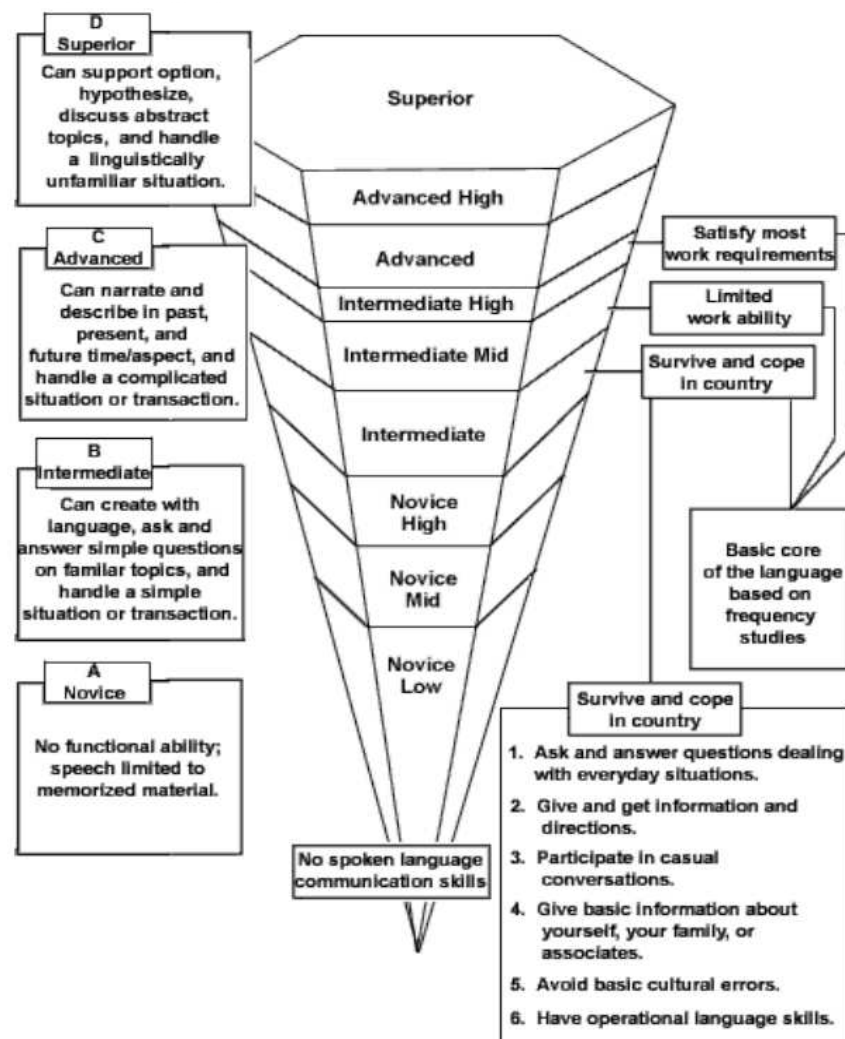 D
Superior
Can support option,
hypothesize,
discuss abstract
topics, and handle
a linguistically
unfamiliar situation.
C
Advanced
Can narrate and
describe in past,
present, and
future time/aspect, and
handle a complicated
situation or transaction.
B
Intermediate
Can create with
language, ask and
answer simple questions
on familar topics, and
handle a simple
situation or transaction.
A
Novice
No functional ability;
speech limited to
memorized material.
Superior
Advanced High
Advanced
Intermediate High
Intermediate Mid
Intermediate
Novice
High
Novice
Mid
Novice
Low
No spoken language
communication skills
Satisfy most
work requirements
Limited
work ability
Survive and cope
in country
Basic core
of the language
based on
frequency
studies
Survive and cope
in country
1. Ask and answer questions dealing
with everyday situations.
2. Give and get information and
directions.
3. Participate in casual
conversations.
4. Give basic information about
yourself, your family, or
associates.
5. Avoid basic cultural errors.
6. Have operational language skills.